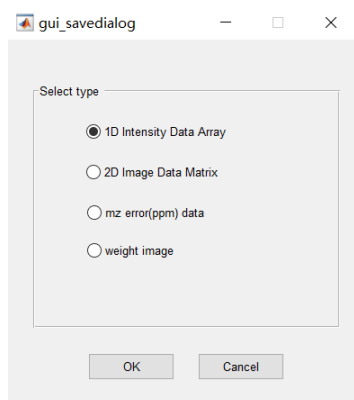 gui_savedialog
Select type
1D Intensity Data Array
2D Image Data Matrix
mz error(ppm) data
weight image
OK
Cancel